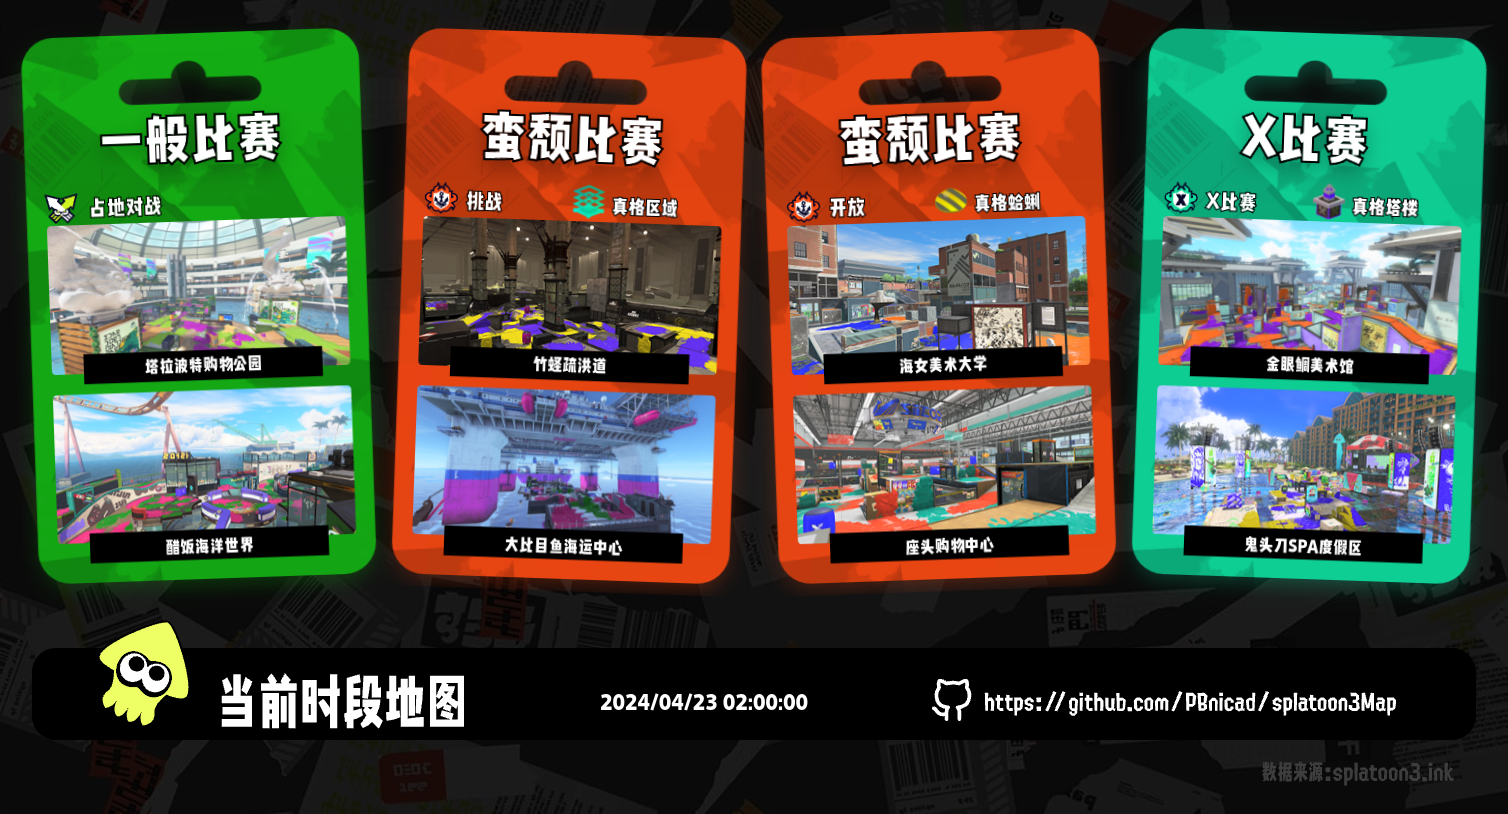 一般比赛
占地对战
塔拉波特购物公园
醋饭海洋世界
蛮颓比赛
挑战
真格区域
竹蛏疏洪道
大比目鱼海运中心
蛮颓比赛
开放
真格蛤蜊
海女美术大学
座头购物中心
X比赛
X比赛
真格塔楼
金眼鲷美术馆
鬼头刀SPA度假区
当前时段地图
2024/04/23 02:00:00
https://github.com/PBnicad/splatoon3Map
数据来源:splatoon3.ink